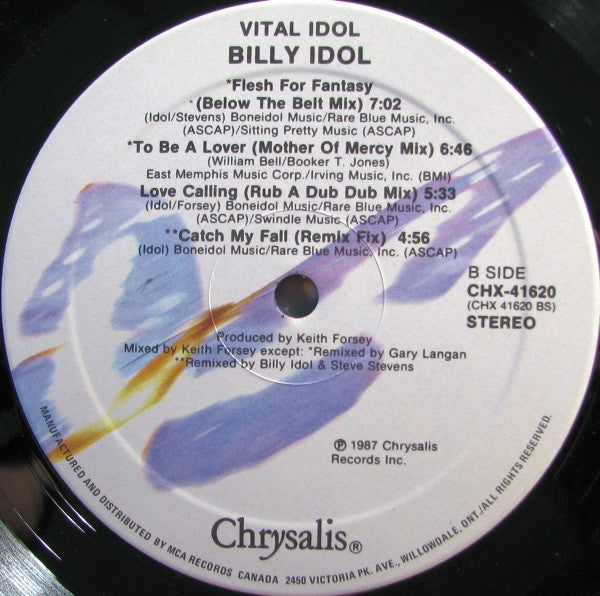 VITAL IDOL
BILLY IDOL
*Flesh For Fantasy
(Below The Belt Mix) 7:02
(Idol/Stevens) Boneidol Music/Rare Blue Music, Inc.
(ASCAP)/Sitting Pretty Music (ASCAP)
*To Be A Lover (Mother Of Mercy Mix) 6:46
(William Bell/Booker T. Jones)
East Memphis Music Corp./Irving Music, Inc. (BMI)
Love Calling (Rub A Dub Dub Mix) 5:33
(Idol/Forsey) Boneidol Music/Rare Blue Music, Inc.
(ASCAP)/Swindle Music (ASCAP)
**Catch My Fall (Remix Fix) 4:56
(Idol) Boneidol Music/Rare Blue Music, Inc. (ASCAP)
B SIDE
CHX-41620
(CHX 41620 BS)
STEREO
Produced by Keith Forsey
Mixed by Keith Forsey except: *Remixed by Gary Langan
**Remixed by Billy Idol & Steve Stevens
℗ 1987 Chrysalis
Records Inc.
Chrysalis®
MANUFACTURED AND DISTRIBUTED BY MCA RECORDS CANADA 2450 VICTORIA PK. AVE., WILLOWDALE, ONT./ALL RIGHTS RESERVED.